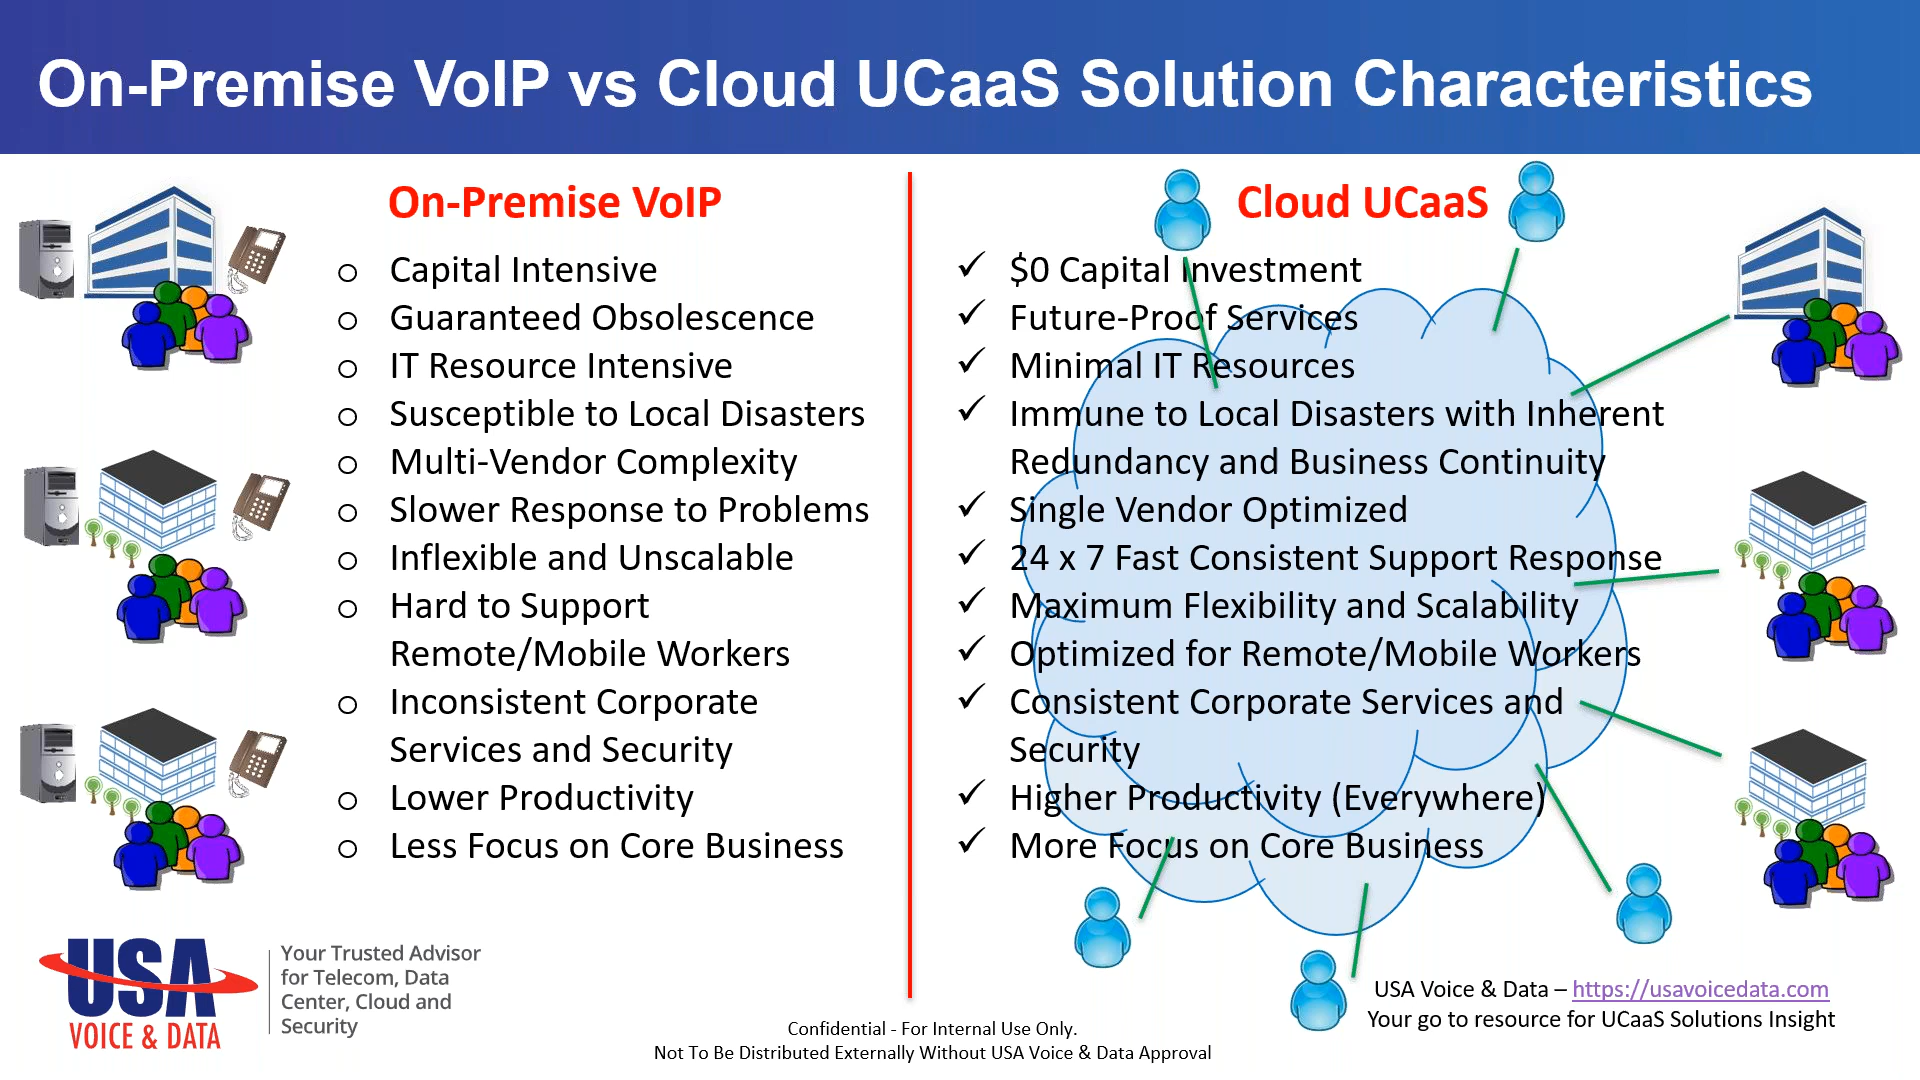 On-Premise VoIP vs Cloud UCaaS Solution Characteristics
On-Premise VoIP
o Capital Intensive
o Guaranteed Obsolescence
o IT Resource Intensive
o Susceptible to Local Disasters
o Multi-Vendor Complexity
o Slower Response to Problems
o Inflexible and Unscalable
o Hard to Support
Remote/Mobile Workers
o Inconsistent Corporate
Services and Security
o Lower Productivity
o Less Focus on Core Business
Cloud UCaaS
✓ $0 Capital Investment
✓ Future-Proof Services
✓ Minimal IT Resources
✓ Immune to Local Disasters with Inherent
Redundancy and Business Continuity
✓ Single Vendor Optimized
✓ 24 x 7 Fast Consistent Support Response
✓ Maximum Flexibility and Scalability
✓ Optimized for Remote/Mobile Workers
✓ Consistent Corporate Services and
Security
✓ Higher Productivity (Everywhere)
✓ More Focus on Core Business
USA
VOICE & DATA
Your Trusted Advisor
for Telecom, Data
Center, Cloud and
Security
Confidential - For Internal Use Only.
Not To Be Distributed Externally Without USA Voice & Data Approval
USA Voice & Data – https://usavoicedata.com
Your go to resource for UCaaS Solutions Insight